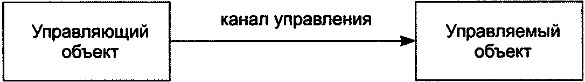 Управляющий
объект
канал управления
Управляемый
объект